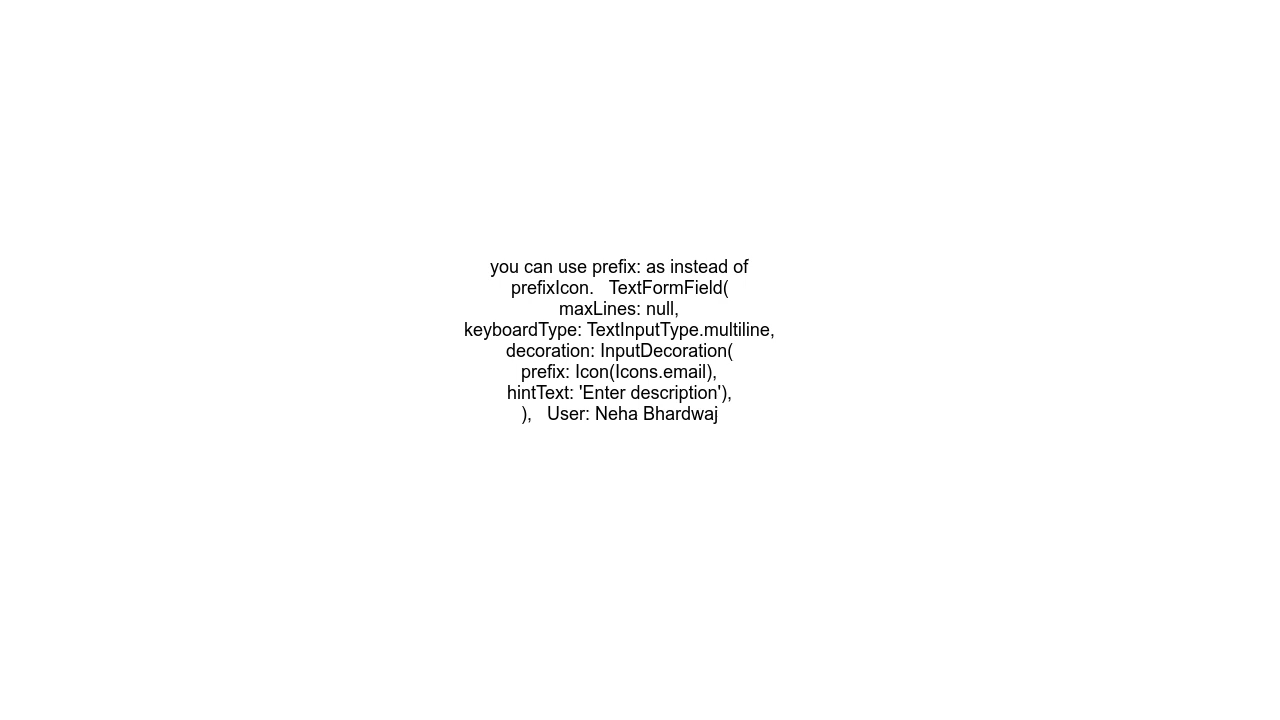 you can use prefix: as instead of
prefixIcon.   TextFormField(
maxLines: null,
keyboardType: TextInputType.multiline,
decoration: InputDecoration(
prefix: Icon(Icons.email),
hintText: 'Enter description'),
),   User: Neha Bhardwaj